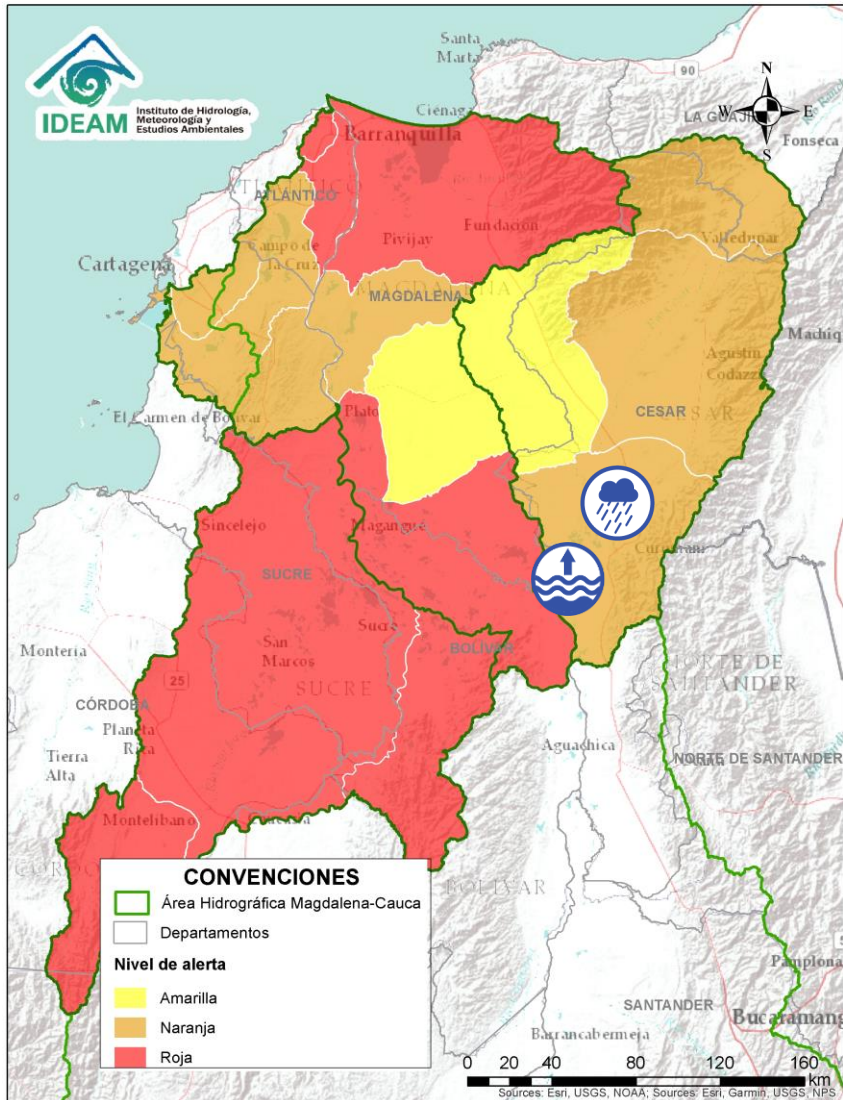 IDEAM
Instituto de Hidrología,
Meteorología y
Estudios Ambientales
Santa
Marta
90
N
W E
S
Ciénaga
Barranquilla
Fonseca
ATLÁNTICO
Fundación
Pivijay
Valledupar
Campo de
la Cruz
Cartagena
MAGDALENA
Agustín
Codazzi
CESAR
El Carmen de Bolívar
Plato
Sincelejo
Magangué
SUCRE
Sucre
San
Marcos
BOLÍVAR
SUCRE
Montería
25
CÓRDOBA
Planeta
Rica
Tierra
Alta
NORTE DE
SANTANDER
Aguachica
NORTE DE SANTANDER
Montelíbano
BOLÍVAR
CONVENCIONES
Área Hidrográfica Magdalena-Cauca
Departamentos
Nivel de alerta
Amarilla
Naranja
Roja
Pamplona
SANTANDER
Bucaramang
Barrancabermeja
0 20 40 80 120 160
km
Sources: Esri, USGS, NOAA; Sources: Esri, Garmin, USGS, NPS